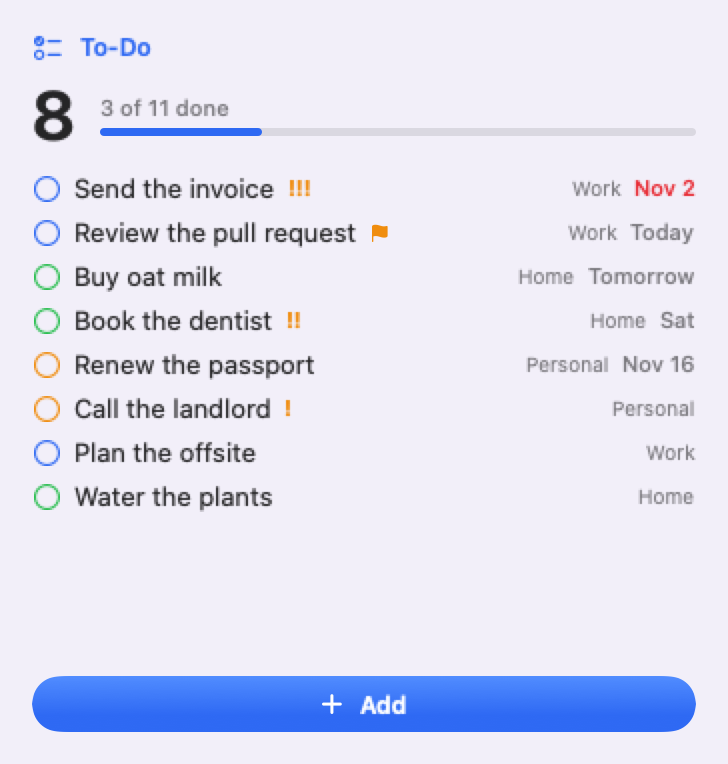 To-Do
8
3 of 11 done
Send the invoice !!! Work Nov 2
Review the pull request Work Today
Buy oat milk Home Tomorrow
Book the dentist !! Home Sat
Renew the passport Personal Nov 16
Call the landlord ! Personal
Plan the offsite Work
Water the plants Home
+ Add